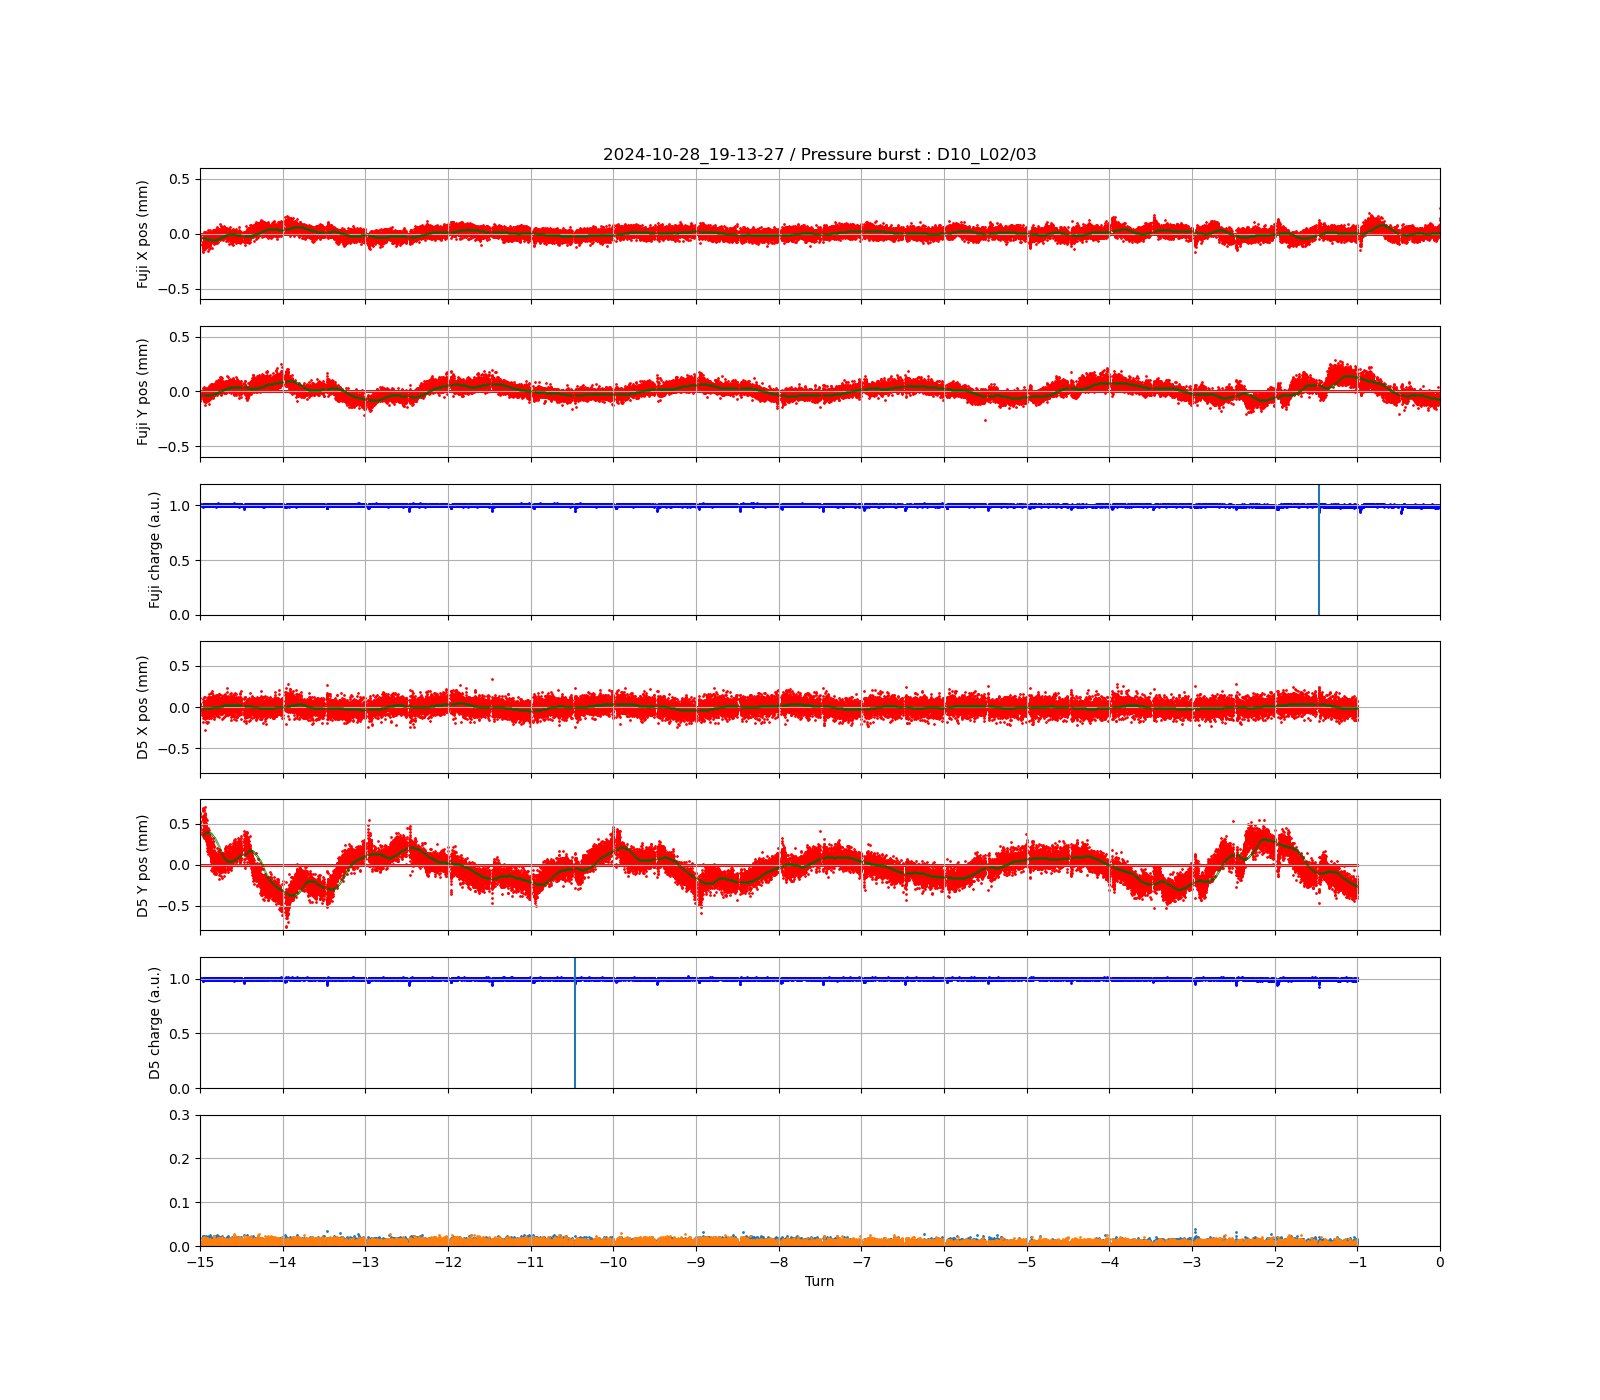 2024-10-28_19-13-27 / Pressure burst : D10_L02/03
Fuji X pos (mm)
0.5
0.0
−0.5
Fuji Y pos (mm)
0.5
0.0
−0.5
Fuji charge (a.u.)
1.0
0.5
0.0
D5 X pos (mm)
0.5
0.0
−0.5
D5 Y pos (mm)
0.5
0.0
−0.5
D5 charge (a.u.)
1.0
0.5
0.0
0.3
0.2
0.1
0.0
−15 −14 −13 −12 −11 −10 −9 −8 −7 −6 −5 −4 −3 −2 −1 0
Turn